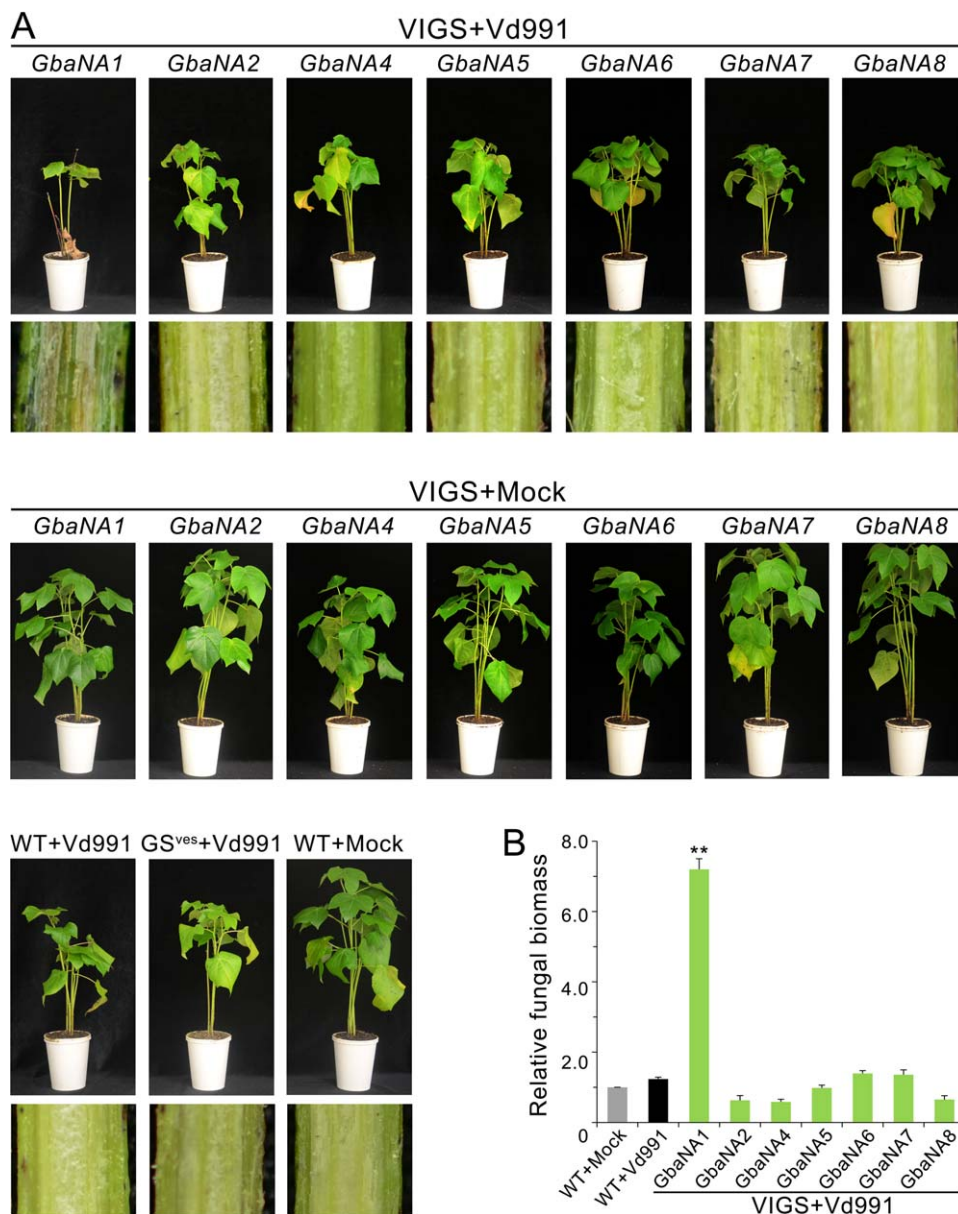 A
VIGS+Vd991
GbaNA1 GbaNA2 GbaNA4 GbaNA5 GbaNA6 GbaNA7 GbaNA8
VIGS+Mock
GbaNA1 GbaNA2 GbaNA4 GbaNA5 GbaNA6 GbaNA7 GbaNA8
WT+Vd991 GSves+Vd991 WT+Mock
B
Relative fungal biomass
8.0
**
6.0
4.0
2.0
0
WT+Mock WT+Vd991 GbaNA1 GbaNA2 GbaNA4 GbaNA5 GbaNA6 GbaNA7 GbaNA8
VIGS+Vd991